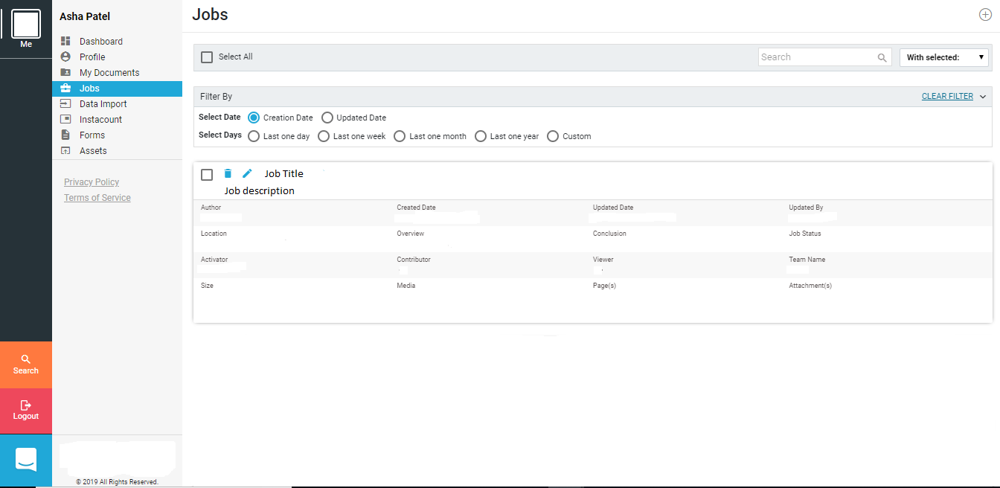 Me
Asha Patel
Dashboard
Profile
My Documents
Jobs
Data Import
Instacount
Forms
Assets
Privacy Policy
Terms of Service
Search
Logout
© 2019 All Rights Reserved.
Jobs
Select All
Search
With selected:
Filter By
CLEAR FILTER
Select Date Creation Date Updated Date
Select Days Last one day Last one week Last one month Last one year Custom
Job Title
Job description
Author Created Date Updated Date Updated By
Location Overview Conclusion Job Status
Activator Contributor Viewer Team Name
Size Media Page(s) Attachment(s)